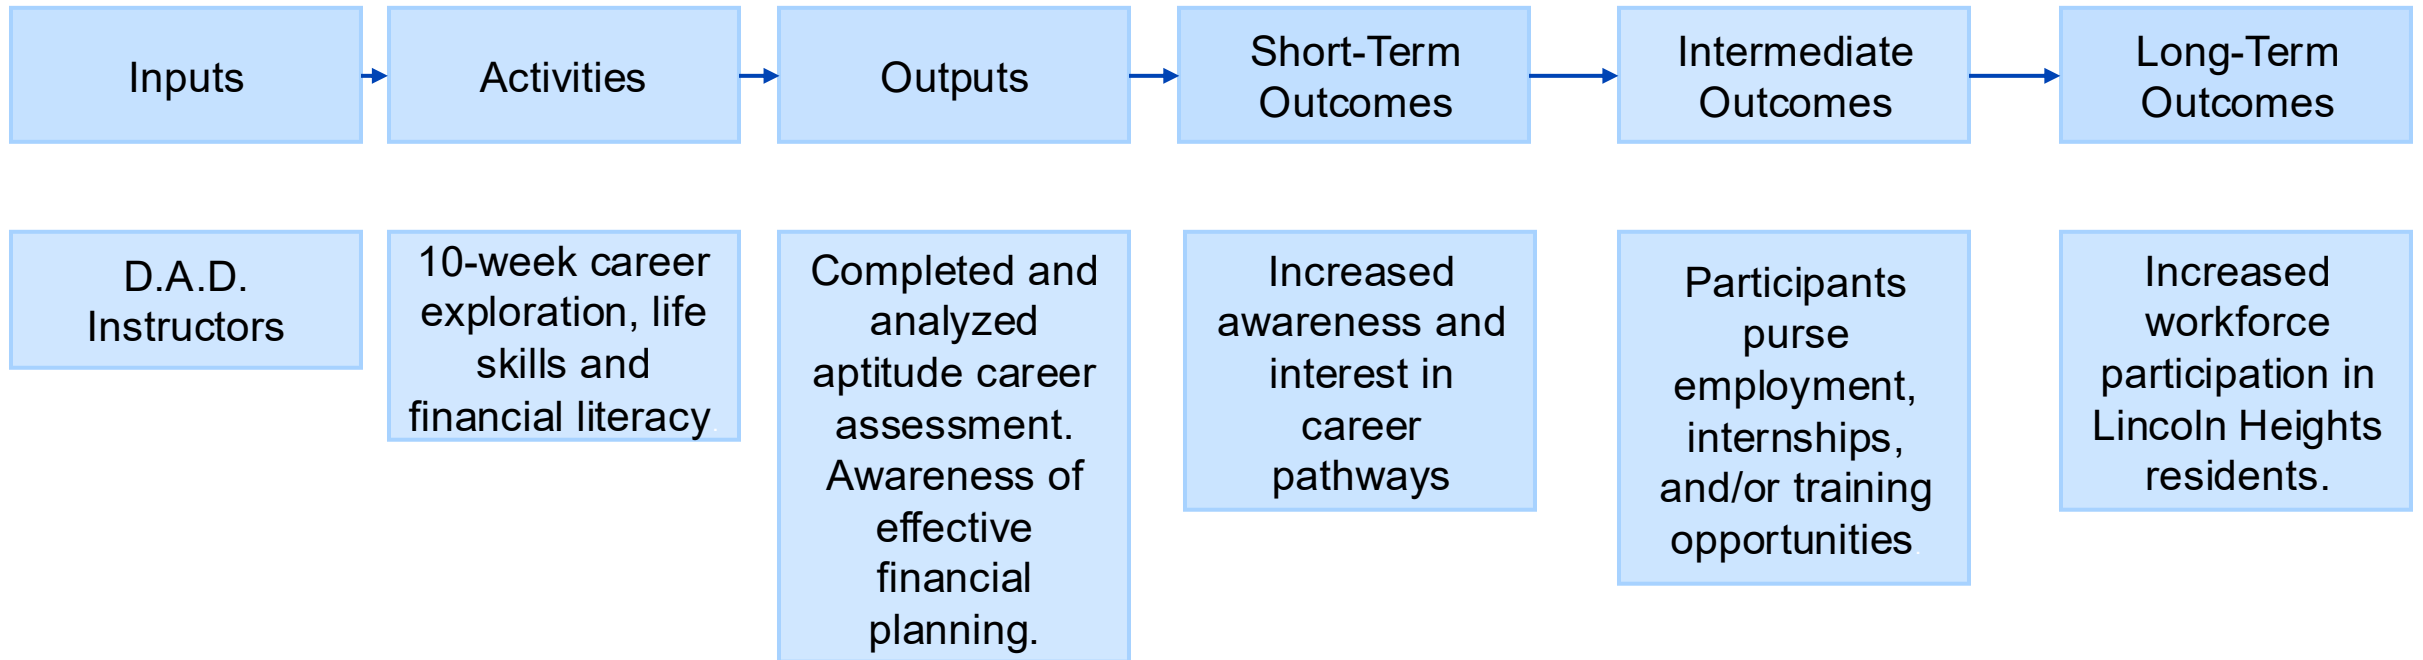 Inputs
Activities
Outputs
Short-Term
Outcomes
Intermediate
Outcomes
Long-Term
Outcomes
D.A.D.
Instructors
10-week career
exploration, life
skills and
financial literacy.
Completed and
analyzed
aptitude career
assessment.
Awareness of
effective
financial
planning.
Increased
awareness and
interest in
career
pathways
Participants
purse
employment,
internships,
and/or training
opportunities.
Increased
workforce
participation in
Lincoln Heights
residents.